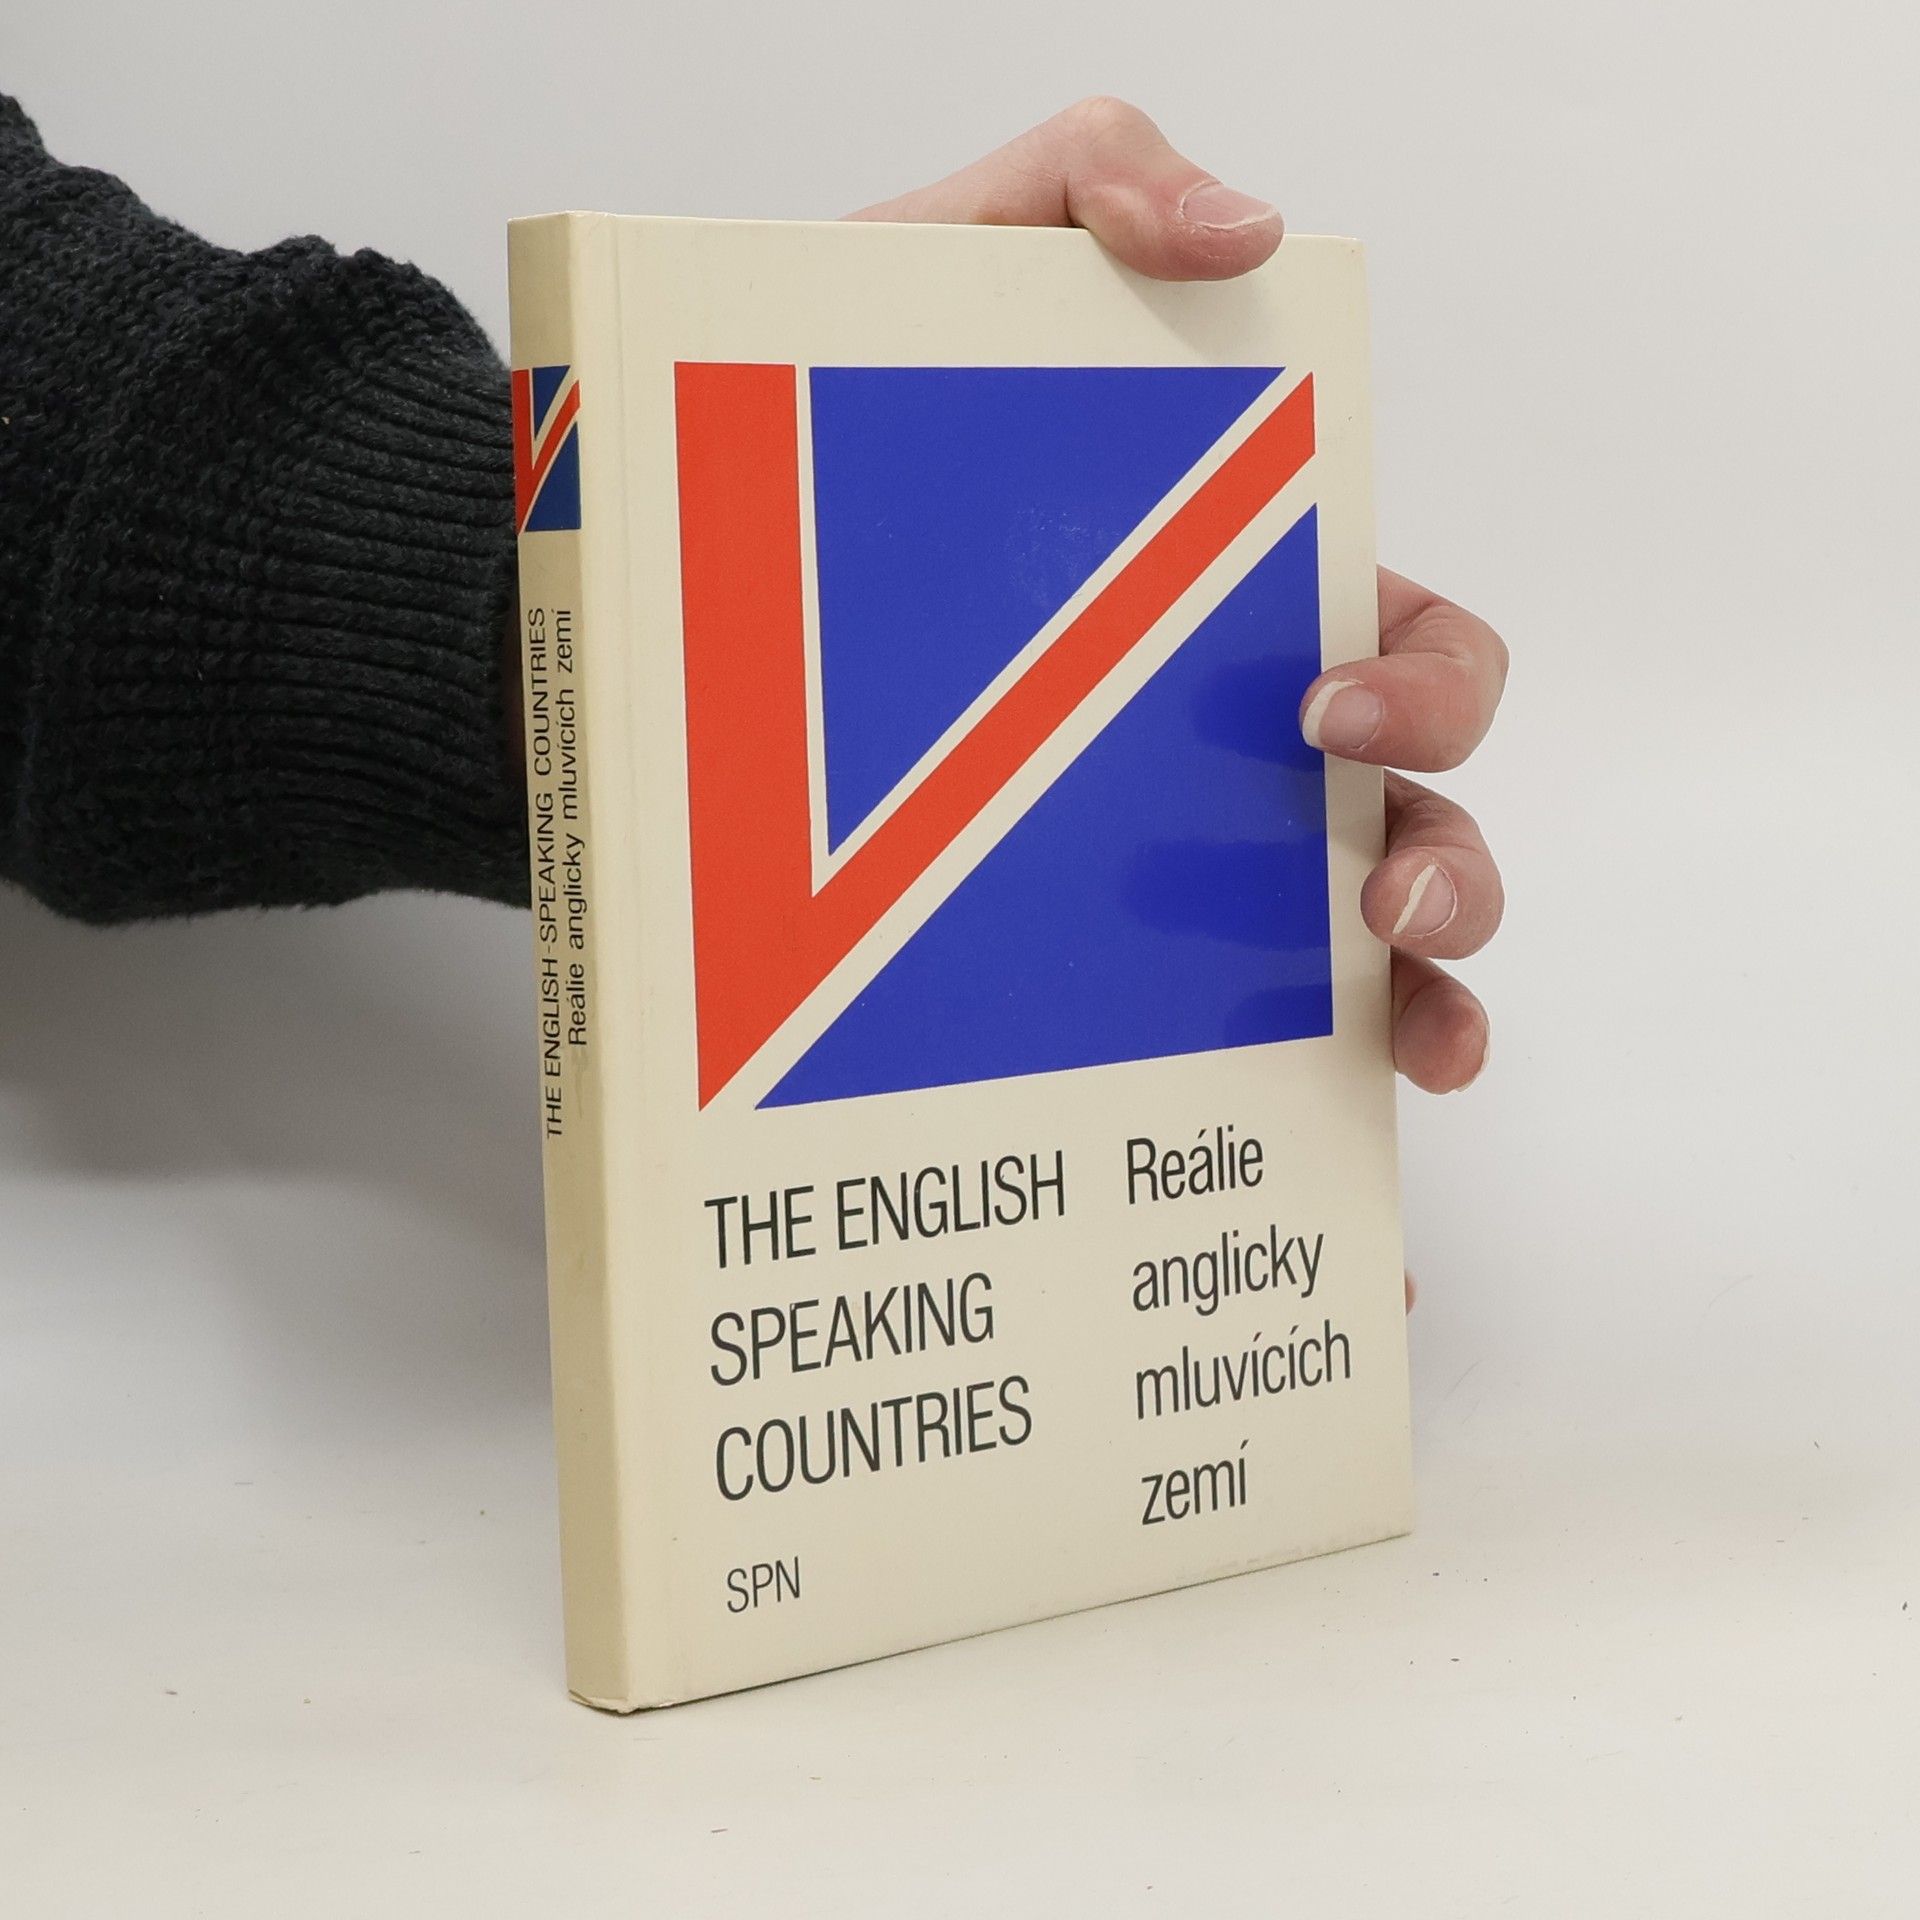 THE ENGLISH-SPEAKING COUNTRIES
Reálie anglicky mluvících zemí
THE ENGLISH
SPEAKING
COUNTRIES
Reálie
anglicky
mluvících
zemí
SPN